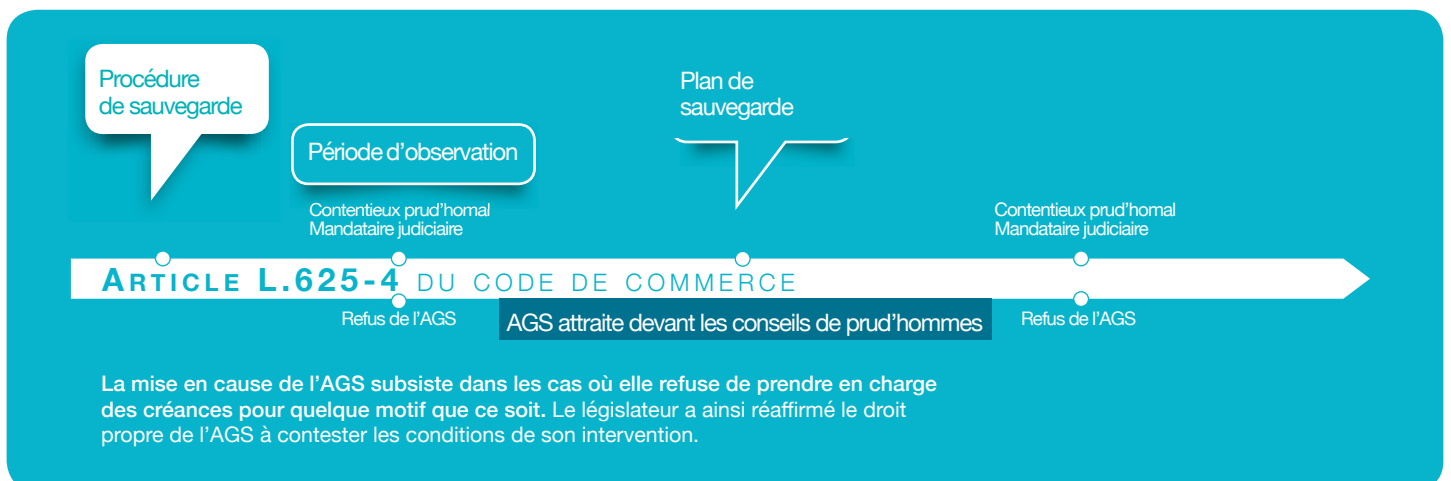 Procédure
de sauvegarde
Plan de
sauvegarde
Période d'observation
Contentieux prud'homal
Mandataire judiciaire
Contentieux prud'homal
Mandataire judiciaire
ARTICLE L.625-4 DU CODE DE COMMERCE
Refus de l'AGS
AGS attraite devant les conseils de prud'hommes
Refus de l'AGS
La mise en cause de l'AGS subsiste dans les cas où elle refuse de prendre en charge
des créances pour quelque motif que ce soit. Le législateur a ainsi réaffirmé le droit
propre de l'AGS à contester les conditions de son intervention.